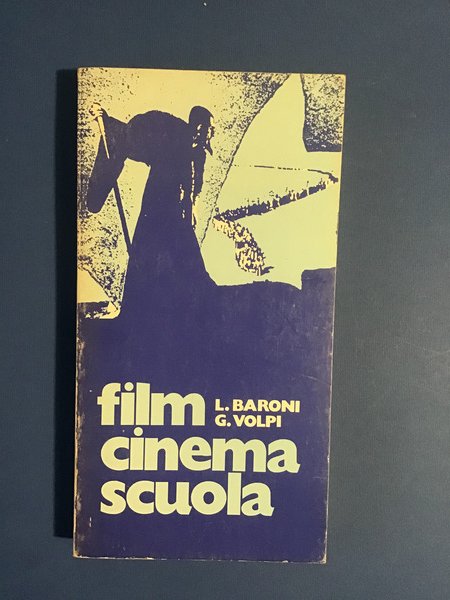 film
L. BARONI
G. VOLPI
cinema
scuola